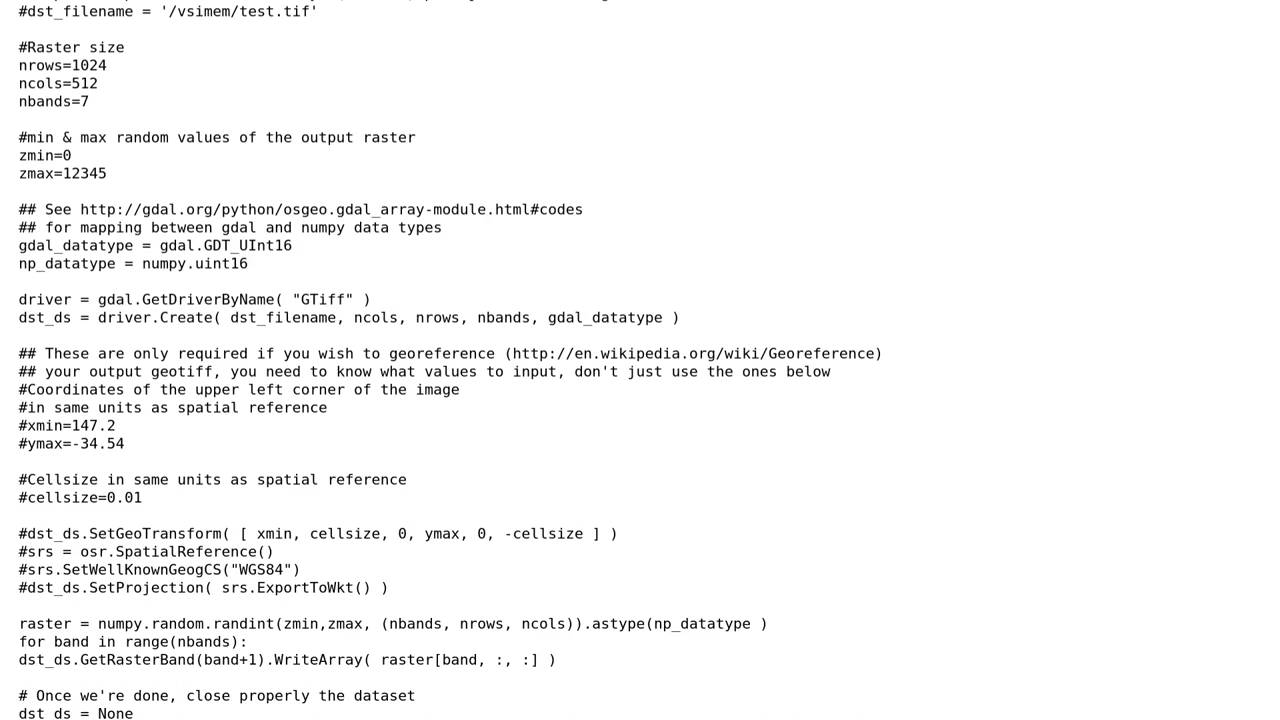 #dst_filename = '/vsimem/test.tif'
#Raster size
nrows=1024
ncols=512
nbands=7
#min & max random values of the output raster
zmin=0
zmax=12345
## See http://gdal.org/python/osgeo.gdal_array-module.html#codes
## for mapping between gdal and numpy data types
gdal_datatype = gdal.GDT_UInt16
np_datatype = numpy.uint16
driver = gdal.GetDriverByName( "GTiff" )
dst_ds = driver.Create( dst_filename, ncols, nrows, nbands, gdal_datatype )
## These are only required if you wish to georeference (http://en.wikipedia.org/wiki/Georeference)
## your output geotiff, you need to know what values to input, don't just use the ones below
#Coordinates of the upper left corner of the image
#in same units as spatial reference
#xmin=147.2
#ymax=-34.54
#Cellsize in same units as spatial reference
#cellsize=0.01
#dst_ds.SetGeoTransform( [ xmin, cellsize, 0, ymax, 0, -cellsize ] )
#srs = osr.SpatialReference()
#srs.SetWellKnownGeogCS("WGS84")
#dst_ds.SetProjection( srs.ExportToWkt() )
raster = numpy.random.randint(zmin,zmax, (nbands, nrows, ncols)).astype(np_datatype )
for band in range(nbands):
dst_ds.GetRasterBand(band+1).WriteArray( raster[band, :, :] )
# Once we're done, close properly the dataset
dst_ds = None